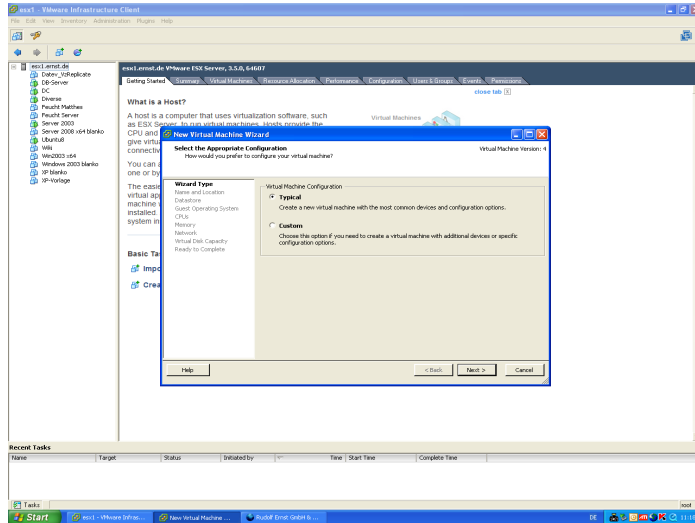 esx1 - VMware Infrastructure Client
File Edit View Inventory Administration Plugins Help
esx1.ernst.de
Datev_VzReplicate
DB-Server
DC
Diverse
Feucht Matthes
Feucht Server
Server 2003
Server 2008 x64 blanko
Ubuntu8
Wiki
Win2003 x64
Windows 2003 blanko
XP blanko
XP-Vorlage
esx1.ernst.de VMware ESX Server, 3.5.0, 64607
Getting Started Summary Virtual Machines Resource Allocation Performance Configuration Users & Groups Events Permissions
close tab
What is a Host?
A host is a computer that uses virtualization software, such
as ESX Server, to run virtual machines. Hosts provide the
CPU and
give virtua
connectiv
You can a
one or by
The easie
virtual ap
machine
installed.
system in
Virtual Machines
Basic Ta
Impo
Crea
New Virtual Machine Wizard
Select the Appropriate Configuration
How would you prefer to configure your virtual machine?
Virtual Machine Version: 4
Wizard Type
Name and Location
Datastore
Guest Operating System
CPUs
Memory
Network
Virtual Disk Capacity
Ready to Complete
Virtual Machine Configuration
Typical
Create a new virtual machine with the most common devices and configuration options.
Custom
Choose this option if you need to create a virtual machine with additional devices or specific
configuration options.
Help
< Back Next > Cancel
Recent Tasks
Name Target Status Initiated by Time Start Time Complete Time
Tasks
root
Start
esx1 - VMware Infras...
New Virtual Machine ...
Rudolf Ernst GmbH & ...
DE